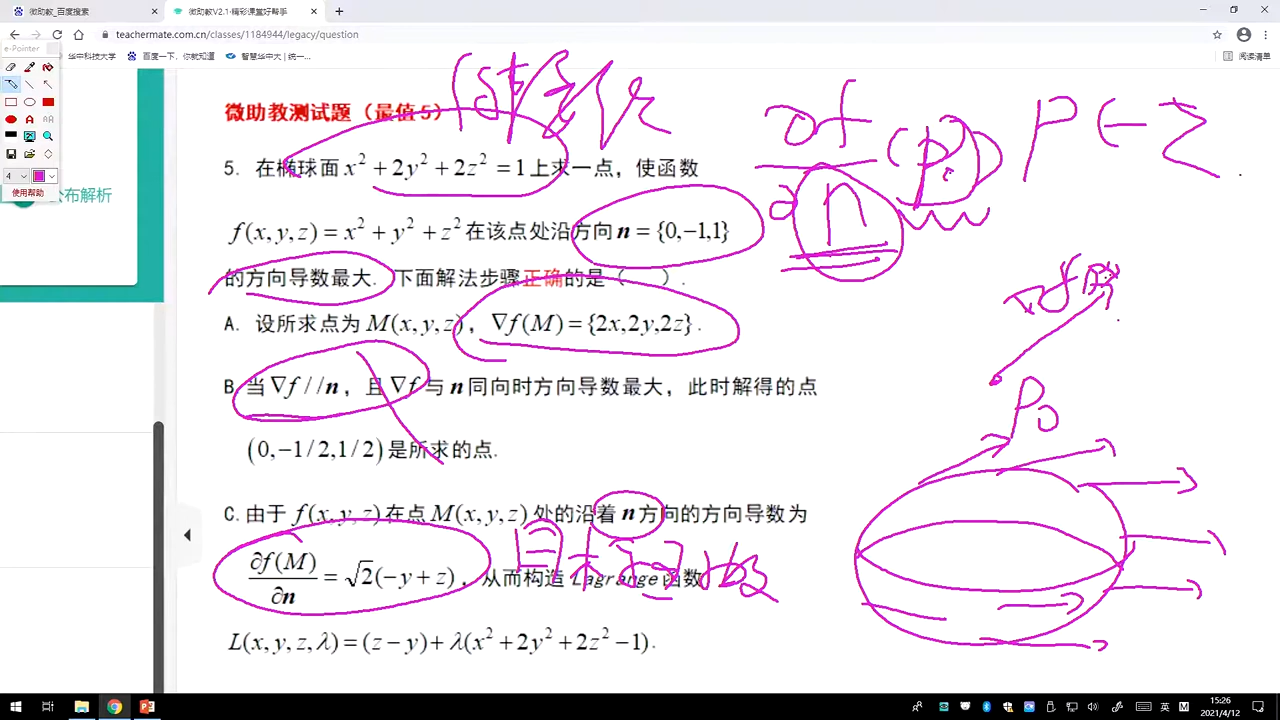 微助教_百度搜索
微助教V2.1-精彩课堂好帮手
teachermate.com.cn/classes/1184944/legacy/question
e-Pointer
华中科技大学
百度一下，你就知道
智慧华中大 | 统一...
阅读清单
4
使用帮助
公布解析
微助教测试题（最值5）
5. 在椭球面 x² + 2y² + 2z² = 1 上求一点，使函数
f(x, y, z) = x² + y² + z² 在该点处沿方向 n = {0,−1,1}
的方向导数最大. 下面解法步骤正确的是（ ）.
A. 设所求点为 M(x, y, z)，∇f(M) = {2x,2y,2z}.
B 当 ∇f //n，且 ∇f 与 n 同向时方向导数最大，此时解得的点
(0,−1/2,1/2) 是所求的点.
C. 由于 f(x, y, z) 在点 M(x, y, z) 处的沿着 n 方向的方向导数为
∂f(M)/∂n = √2(−y + z)，从而构造 Lagrange 函数
L(x, y, z, λ) = (z − y) + λ(x² + 2y² + 2z² − 1).
∂f/∂n (P)
P∈Σ
P0
目标函数
英
M
15:26
2021/4/12